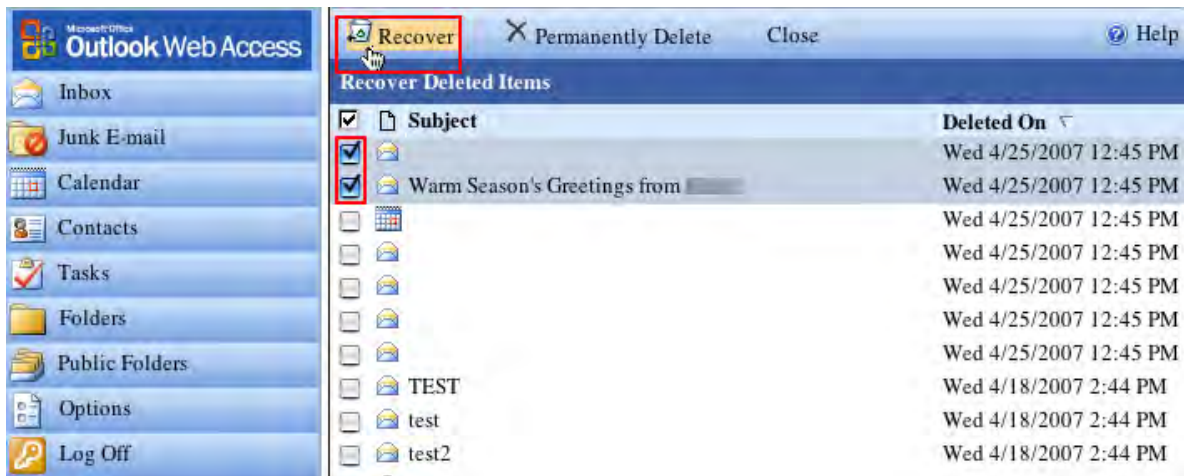 Microsoft Office
Outlook Web Access
Inbox
Junk E-mail
Calendar
Contacts
Tasks
Folders
Public Folders
Options
Log Off
Recover Permanently Delete Close Help
Recover Deleted Items
Subject Deleted On
Wed 4/25/2007 12:45 PM
Warm Season's Greetings from Wed 4/25/2007 12:45 PM
Wed 4/25/2007 12:45 PM
Wed 4/25/2007 12:45 PM
Wed 4/25/2007 12:45 PM
Wed 4/25/2007 12:45 PM
Wed 4/25/2007 12:45 PM
TEST Wed 4/18/2007 2:44 PM
test Wed 4/18/2007 2:44 PM
test2 Wed 4/18/2007 2:44 PM